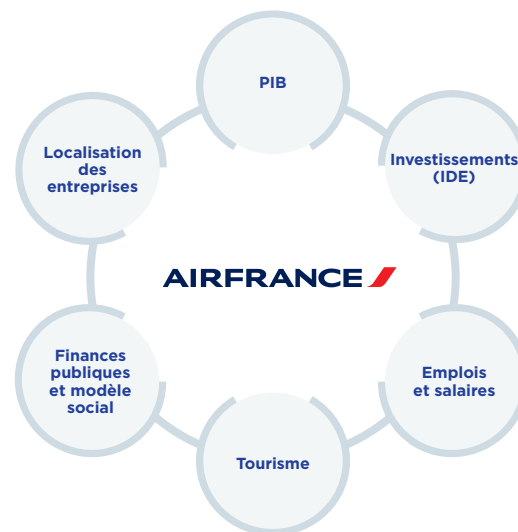 PIB
Localisation
des
entreprises
Investissements
(IDE)
AIRFRANCE
Finances
publiques
et modèle
social
Emplois
et salaires
Tourisme